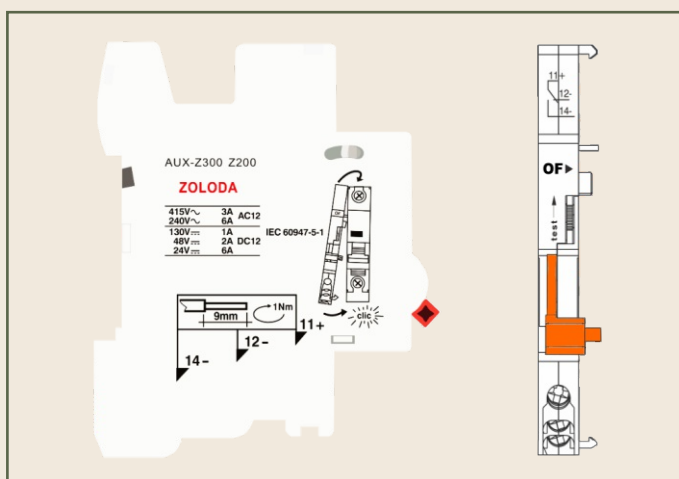 AUX-Z300 Z200
ZOLODA
415V~ 3A AC12
240V~ 6A
130V⎓ 1A
48V⎓ 2A DC12
24V⎓ 6A
IEC 60947-5-1
OF
1Nm
9mm
clic
11+
12-
14-
11+
12-
14-
OF▶
test→